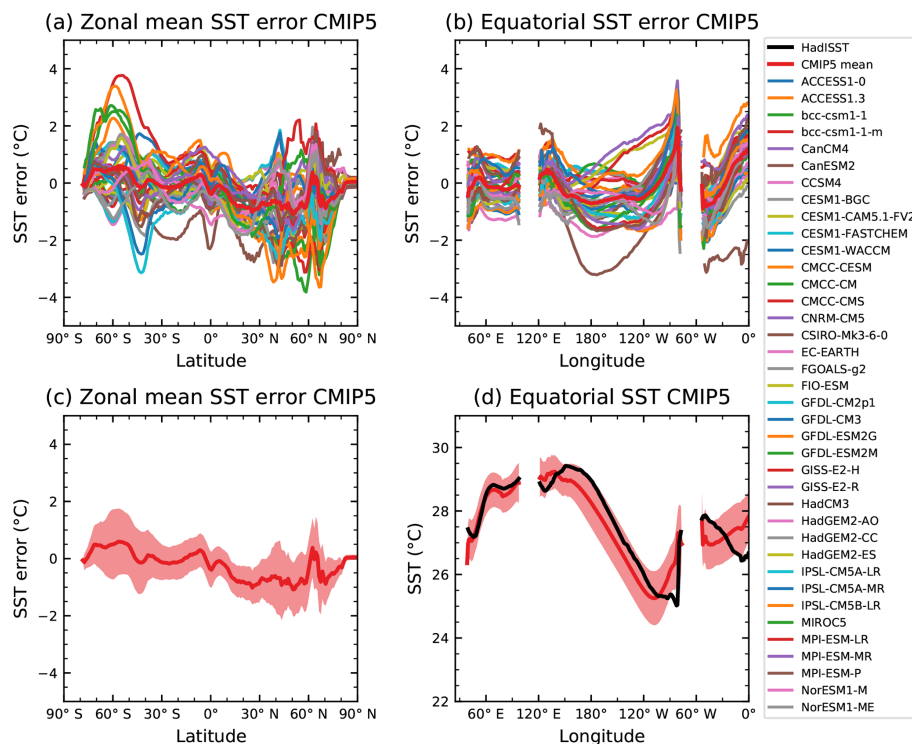 (a) Zonal mean SST error CMIP5
4
2
0
−2
−4
SST error (°C)
90° S 60° S 30° S 0° 30° N 60° N 90° N
Latitude
(b) Equatorial SST error CMIP5
4
2
0
−2
−4
SST error (°C)
60° E 120° E 180° 120° W 60° W 0°
Longitude
(c) Zonal mean SST error CMIP5
4
2
0
−2
−4
SST error (°C)
90° S 60° S 30° S 0° 30° N 60° N 90° N
Latitude
(d) Equatorial SST CMIP5
30
28
26
24
22
SST (°C)
60° E 120° E 180° 120° W 60° W 0°
Longitude
HadISST
CMIP5 mean
ACCESS1-0
ACCESS1.3
bcc-csm1-1
bcc-csm1-1-m
CanCM4
CanESM2
CCSM4
CESM1-BGC
CESM1-CAM5.1-FV2
CESM1-FASTCHEM
CESM1-WACCM
CMCC-CESM
CMCC-CM
CMCC-CMS
CNRM-CM5
CSIRO-Mk3-6-0
EC-EARTH
FGOALS-g2
FIO-ESM
GFDL-CM2p1
GFDL-CM3
GFDL-ESM2G
GFDL-ESM2M
GISS-E2-H
GISS-E2-R
HadCM3
HadGEM2-AO
HadGEM2-CC
HadGEM2-ES
IPSL-CM5A-LR
IPSL-CM5A-MR
IPSL-CM5B-LR
MIROC5
MPI-ESM-LR
MPI-ESM-MR
MPI-ESM-P
NorESM1-M
NorESM1-ME